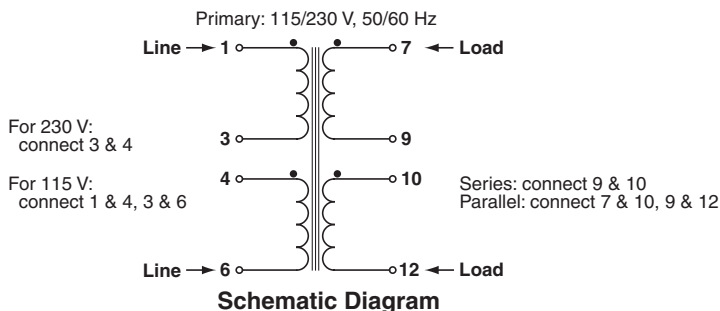 Primary: 115/230 V, 50/60 Hz
Line 1 7 Load
For 230 V:
connect 3 & 4
3 9
For 115 V:
connect 1 & 4, 3 & 6
4 10
Series: connect 9 & 10
Parallel: connect 7 & 10, 9 & 12
Line 6 12 Load
Schematic Diagram